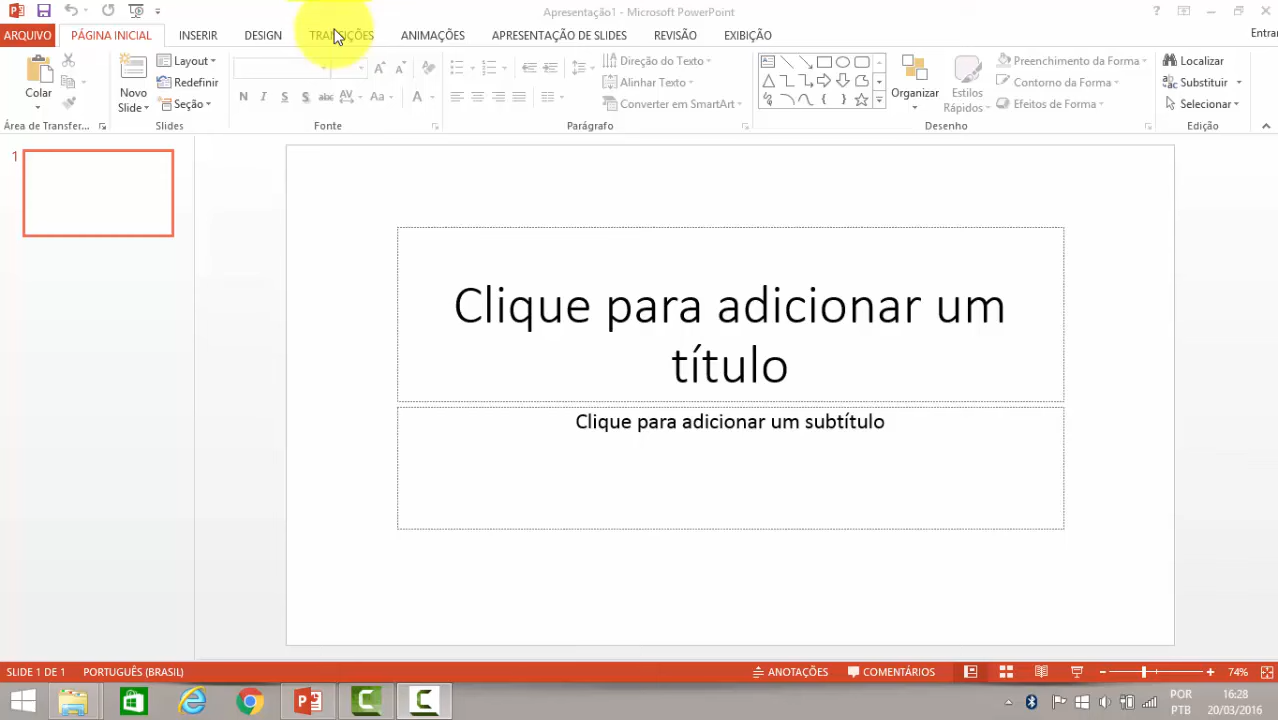 Apresentação1 - Microsoft PowerPoint
?
ARQUIVO PÁGINA INICIAL INSERIR DESIGN TRANSIÇÕES ANIMAÇÕES APRESENTAÇÃO DE SLIDES REVISÃO EXIBIÇÃO Entrar
Colar
Área de Transfer...
Novo Slide
Layout
Redefinir
Seção
Slides
N I S S abc AV Aa A
Fonte
Direção do Texto
Alinhar Texto
Converter em SmartArt
Parágrafo
Organizar
Estilos Rápidos
Preenchimento da Forma
Contorno da Forma
Efeitos de Forma
Desenho
Localizar
Substituir
Selecionar
Edição
1
Clique para adicionar um
título
Clique para adicionar um subtítulo
SLIDE 1 DE 1 PORTUGUÊS (BRASIL) ANOTAÇÕES COMENTÁRIOS 74%
POR 16:28
PTB 20/03/2016